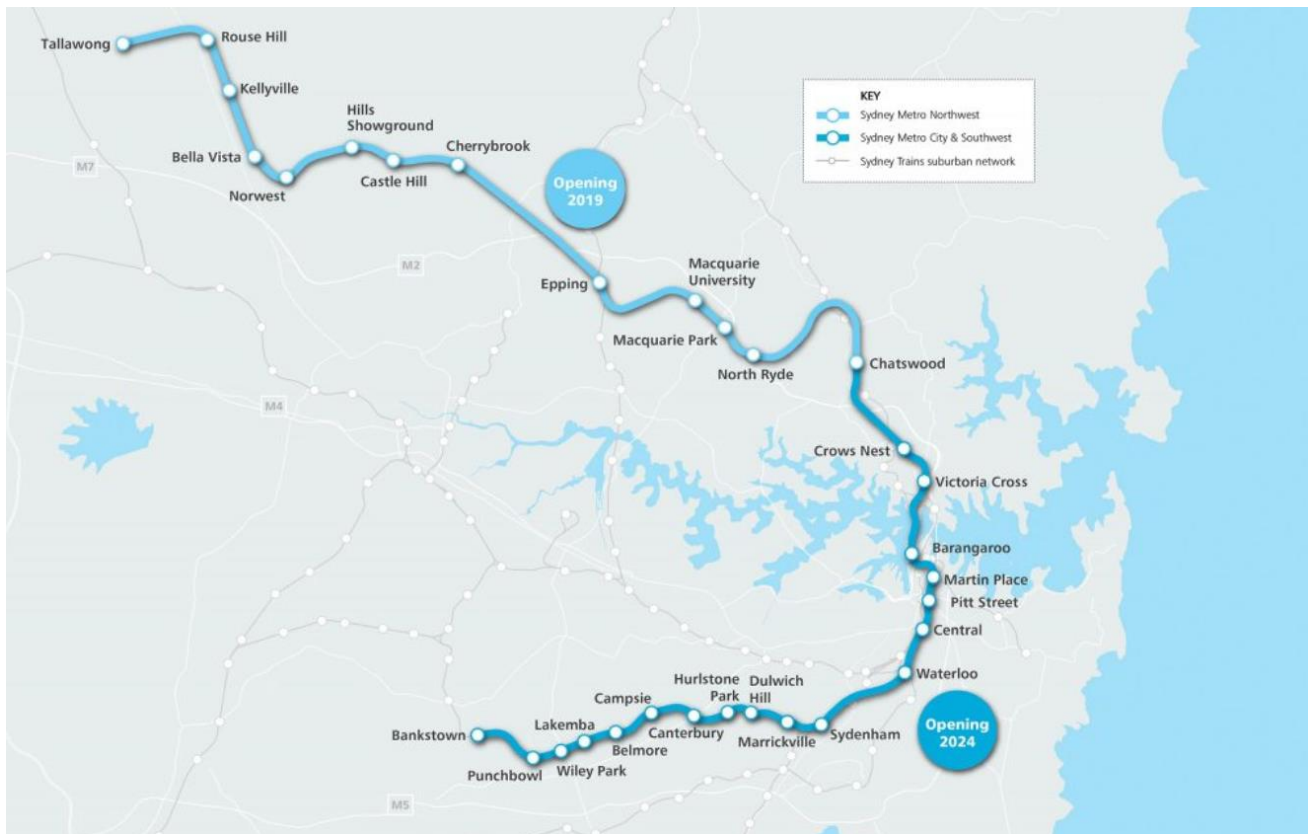 Tallawong
Rouse Hill
Kellyville
Bella Vista
Norwest
Hills
Showground
Castle Hill
Cherrybrook
Opening
2019
KEY
Sydney Metro Northwest
Sydney Metro City & Southwest
Sydney Trains suburban network
M7
M2
Epping
Macquarie
University
Macquarie Park
North Ryde
Chatswood
M4
Crows Nest
Victoria Cross
Barangaroo
Martin Place
Pitt Street
Central
Waterloo
Opening
2024
Sydenham
Marrickville
Dulwich
Hill
Hurlstone
Park
Canterbury
Campsie
Belmore
Lakemba
Wiley Park
Punchbowl
Bankstown
M5